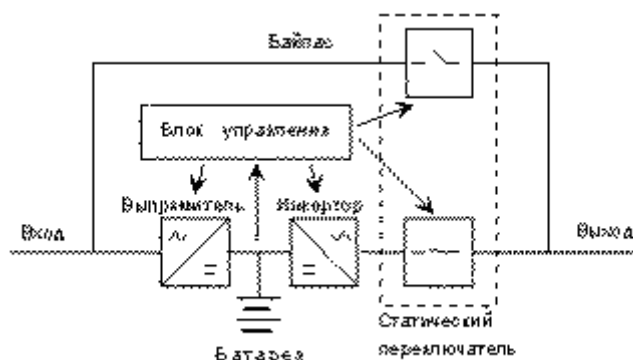 Байпас
Блок управления
Выпрямитель
Инвертор
Вход
Выход
Батарея
Статический
переключатель